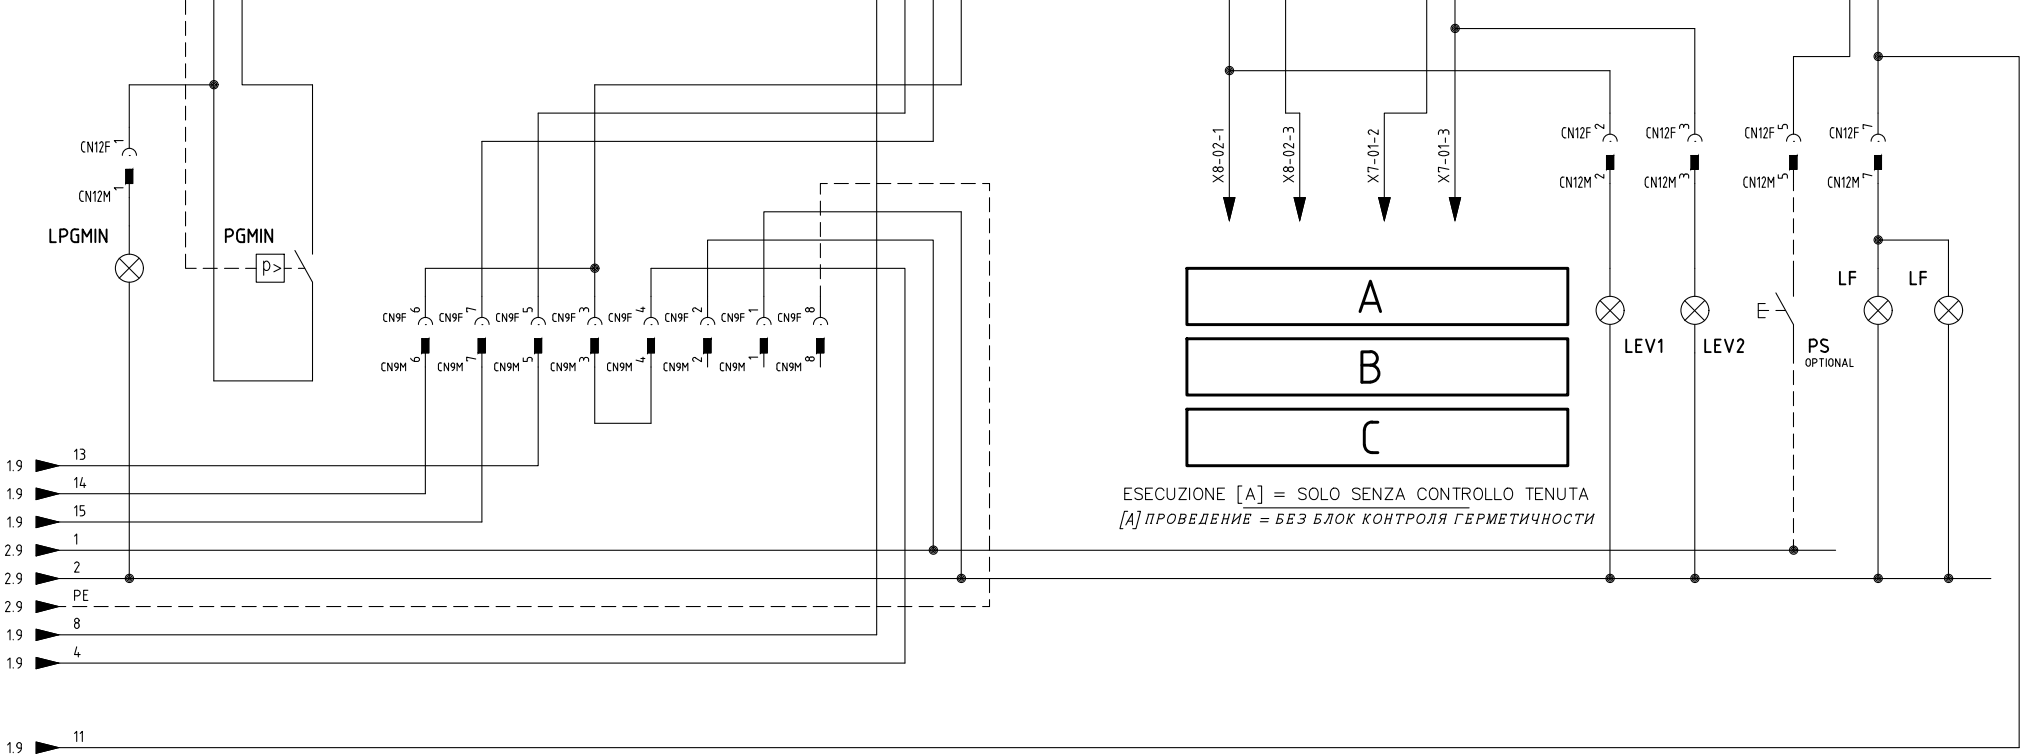 X8-02-1
X8-02-3
X7-01-2
X7-01-3
CN12F 1
CN12M 1
CN12F 2
CN12M 2
CN12F 3
CN12M 3
CN12F 5
CN12M 5
CN12F 7
CN12M 7
LPGMIN
PGMIN
p>
CN9F 6
CN9F 7
CN9F 5
CN9F 3
CN9F 4
CN9F 2
CN9F 1
CN9F 8
CN9M 6
CN9M 7
CN9M 5
CN9M 3
CN9M 4
CN9M 2
CN9M 1
CN9M 8
LF
LF
A
B
C
LEV1
LEV2
PS
OPTIONAL
1.9 13
1.9 14
1.9 15
2.9 1
2.9 2
2.9 PE
1.9 8
1.9 4
1.9 11
ESECUZIONE [A] = SOLO SENZA CONTROLLO TENUTA
[A] ПРОВЕДЕНИЕ = БЕЗ БЛОК КОНТРОЛЯ ГЕРМЕТИЧНОСТИ